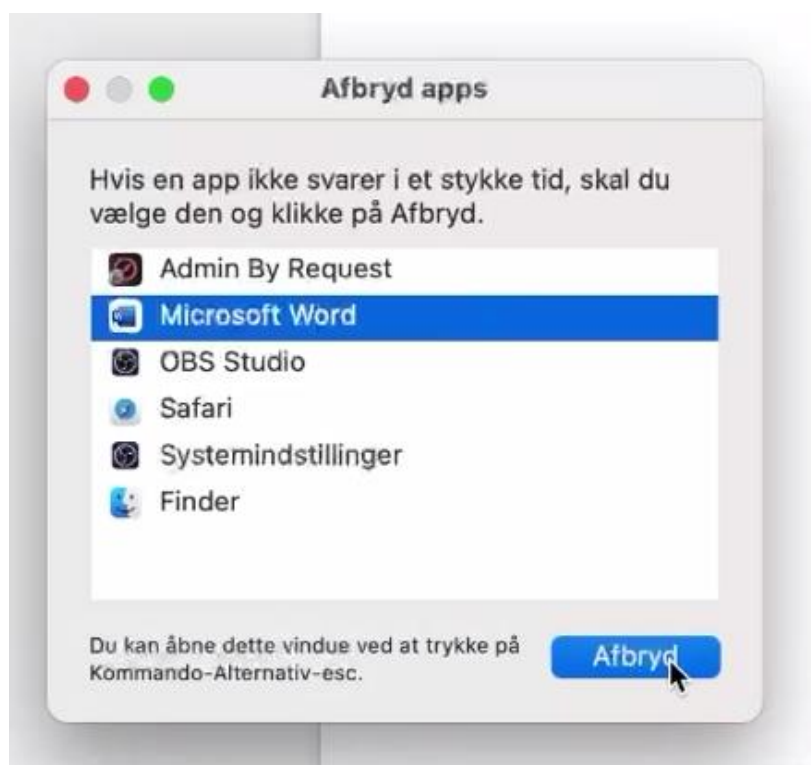 Afbryd apps
Hvis en app ikke svarer i et stykke tid, skal du
vælge den og klikke på Afbryd.
Admin By Request
Microsoft Word
OBS Studio
Safari
Systemindstillinger
Finder
Du kan åbne dette vindue ved at trykke på
Kommando-Alternativ-esc.
Afbryd